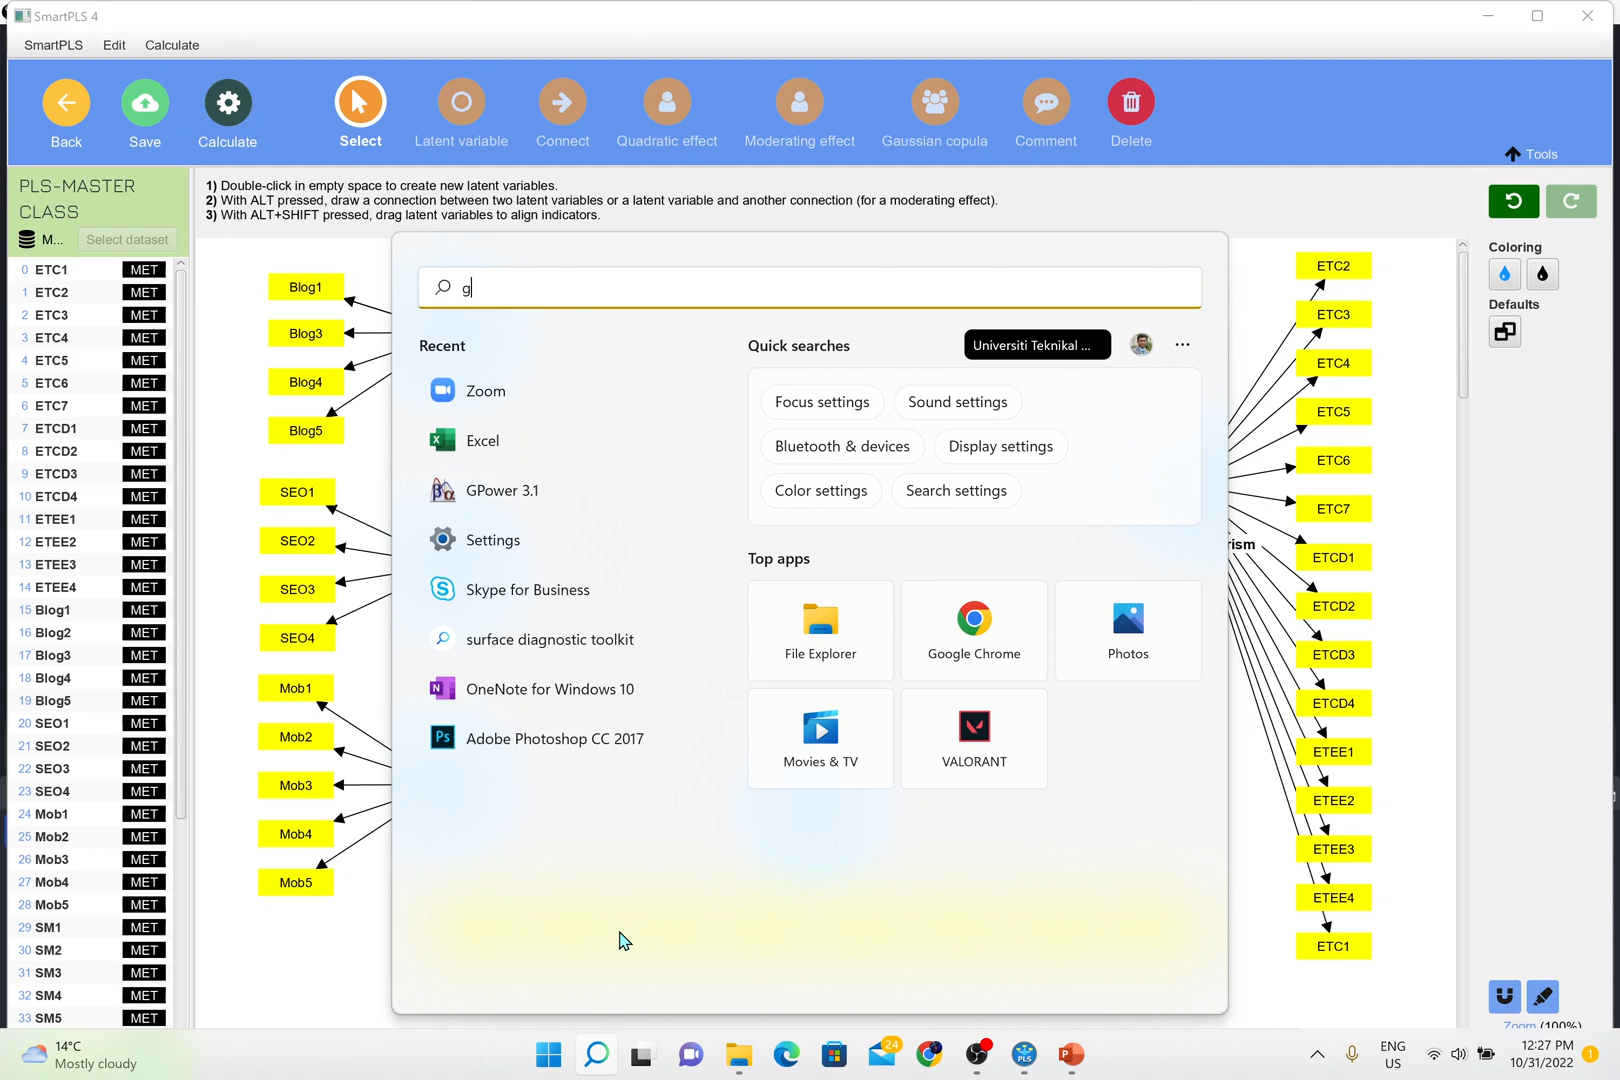 SmartPLS 4
SmartPLS Edit Calculate
Back Save Calculate Select Latent variable Connect Quadratic effect Moderating effect Gaussian copula Comment Delete
Tools
PLS-MASTER
CLASS
M... Select dataset
1) Double-click in empty space to create new latent variables.
2) With ALT pressed, draw a connection between two latent variables or a latent variable and another connection (for a moderating effect).
3) With ALT+SHIFT pressed, drag latent variables to align indicators.
0 ETC1 MET
1 ETC2 MET
2 ETC3 MET
3 ETC4 MET
4 ETC5 MET
5 ETC6 MET
6 ETC7 MET
7 ETCD1 MET
8 ETCD2 MET
9 ETCD3 MET
10 ETCD4 MET
11 ETEE1 MET
12 ETEE2 MET
13 ETEE3 MET
14 ETEE4 MET
15 Blog1 MET
16 Blog2 MET
17 Blog3 MET
18 Blog4 MET
19 Blog5 MET
20 SEO1 MET
21 SEO2 MET
22 SEO3 MET
23 SEO4 MET
24 Mob1 MET
25 Mob2 MET
26 Mob3 MET
27 Mob4 MET
28 Mob5 MET
29 SM1 MET
30 SM2 MET
31 SM3 MET
32 SM4 MET
33 SM5 MET
Blog1
Blog3
Blog4
Blog5
SEO1
SEO2
SEO3
SEO4
Mob1
Mob2
Mob3
Mob4
Mob5
g
Recent
Zoom
Excel
βα GPower 3.1
Settings
Skype for Business
surface diagnostic toolkit
OneNote for Windows 10
Ps Adobe Photoshop CC 2017
Quick searches
Universiti Teknikal ...
Focus settings Sound settings
Bluetooth & devices Display settings
Color settings Search settings
Top apps
File Explorer Google Chrome Photos
Movies & TV VALORANT
rism
ETC2
ETC3
ETC4
ETC5
ETC6
ETC7
ETCD1
ETCD2
ETCD3
ETCD4
ETEE1
ETEE2
ETEE3
ETEE4
ETC1
Coloring
Defaults
Zoom (100%)
14°C
Mostly cloudy
24
PLS
ENG
US
12:27 PM
10/31/2022
1